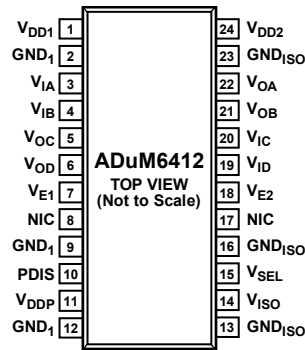 VDD1 1
GND1 2
VIA 3
VIB 4
VOC 5
VOD 6
VE1 7
NIC 8
GND1 9
PDIS 10
VDDP 11
GND1 12
ADuM6412
TOP VIEW
(Not to Scale)
24 VDD2
23 GNDISO
22 VOA
21 VOB
20 VIC
19 VID
18 VE2
17 NIC
16 GNDISO
15 VSEL
14 VISO
13 GNDISO